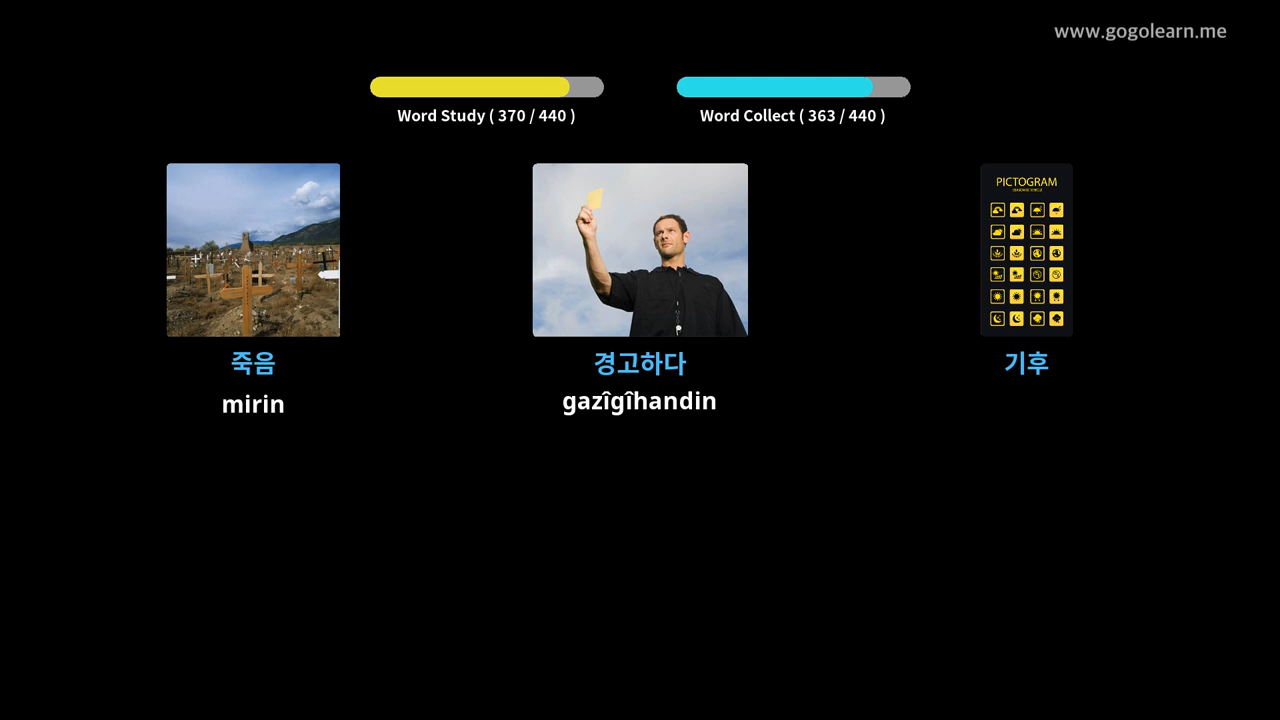 www.gogolearn.me
Word Study ( 370 / 440 )
Word Collect ( 363 / 440 )
PICTOGRAM
죽음
경고하다
기후
mirin
gazîgîhandin